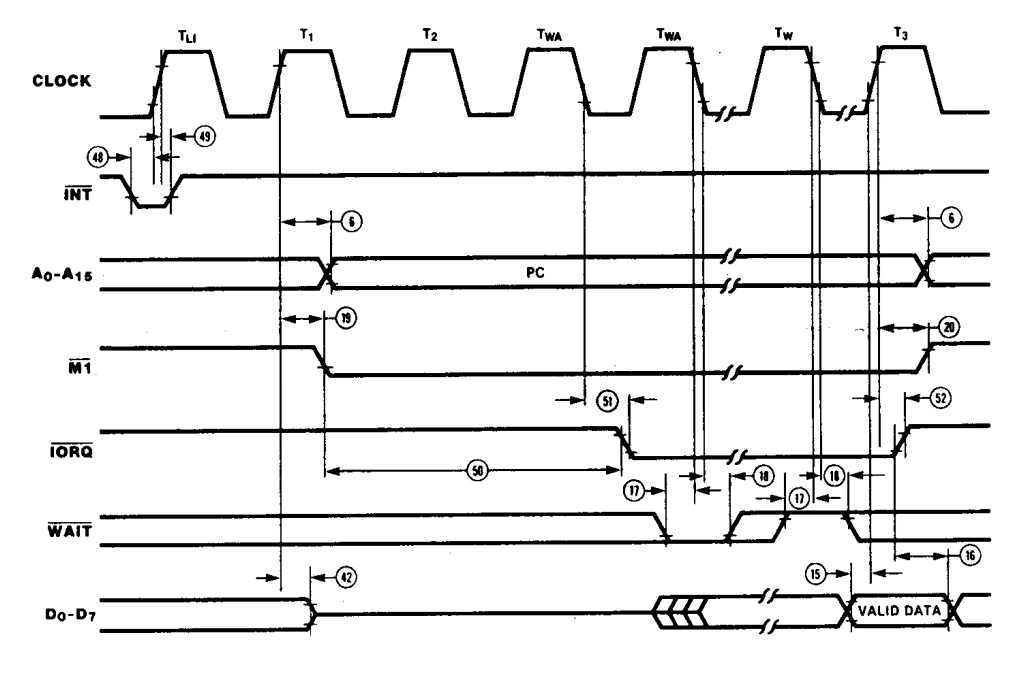 TLI T1 T2 TWA TWA TW T3
CLOCK
49
48
INT
6 6
A0-A15 PC
19 20
M1
51 52
IORQ
50
17 18 17 18
WAIT
16
42 15
D0-D7 VALID DATA